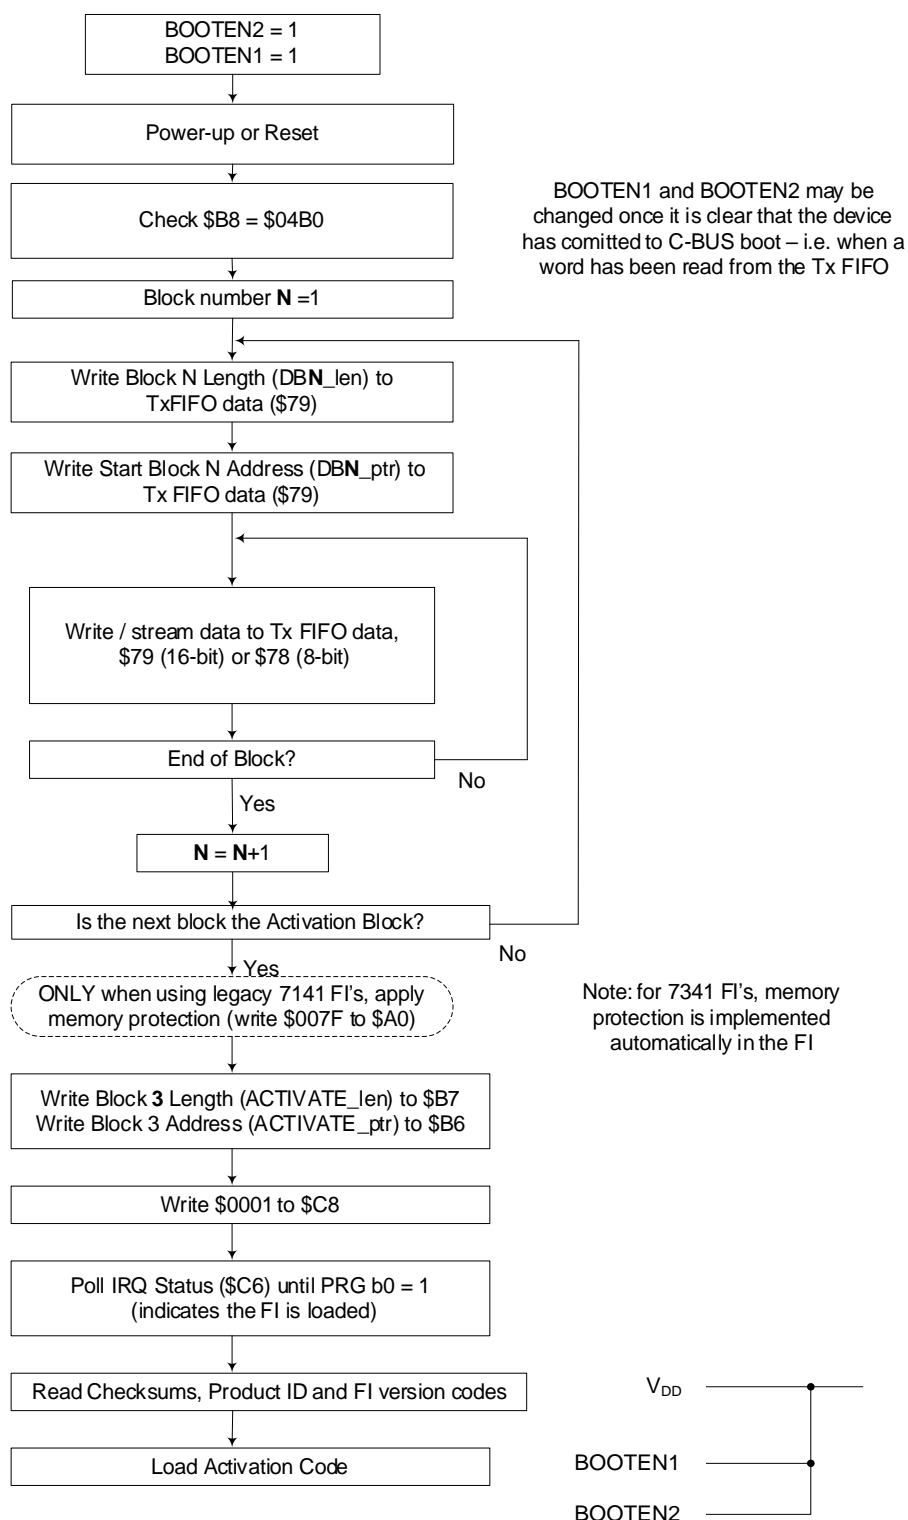 BOOTEN2 = 1
BOOTEN1 = 1
Power-up or Reset
Check $B8 = $04B0
BOOTEN1 and BOOTEN2 may be
changed once it is clear that the device
has comitted to C-BUS boot – i.e. when a
word has been read from the Tx FIFO
Block number N =1
Write Block N Length (DBN_len) to
TxFIFO data ($79)
Write Start Block N Address (DBN_ptr) to
Tx FIFO data ($79)
Write / stream data to Tx FIFO data,
$79 (16-bit) or $78 (8-bit)
End of Block?
No
Yes
N = N+1
Is the next block the Activation Block?
No
Yes
ONLY when using legacy 7141 FI's, apply
memory protection (write $007F to $A0)
Note: for 7341 FI's, memory
protection is implemented
automatically in the FI
Write Block 3 Length (ACTIVATE_len) to $B7
Write Block 3 Address (ACTIVATE_ptr) to $B6
Write $0001 to $C8
Poll IRQ Status ($C6) until PRG b0 = 1
(indicates the FI is loaded)
Read Checksums, Product ID and FI version codes
Load Activation Code
VDD
BOOTEN1
BOOTEN2